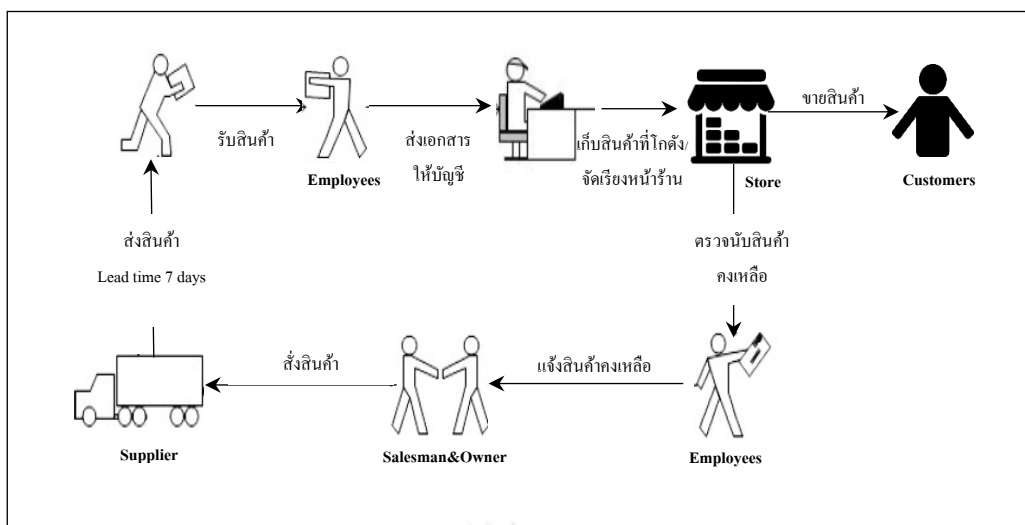 รับสินค้า
Employees
ส่งเอกสาร
ให้บัญชี
เก็บสินค้าที่โกดัง/
จัดเรียงหน้าร้าน
Store
ขายสินค้า
Customers
ตรวจนับสินค้า
คงเหลือ
Employees
แจ้งสินค้าคงเหลือ
Salesman&Owner
สั่งสินค้า
Supplier
ส่งสินค้า
Lead time 7 days